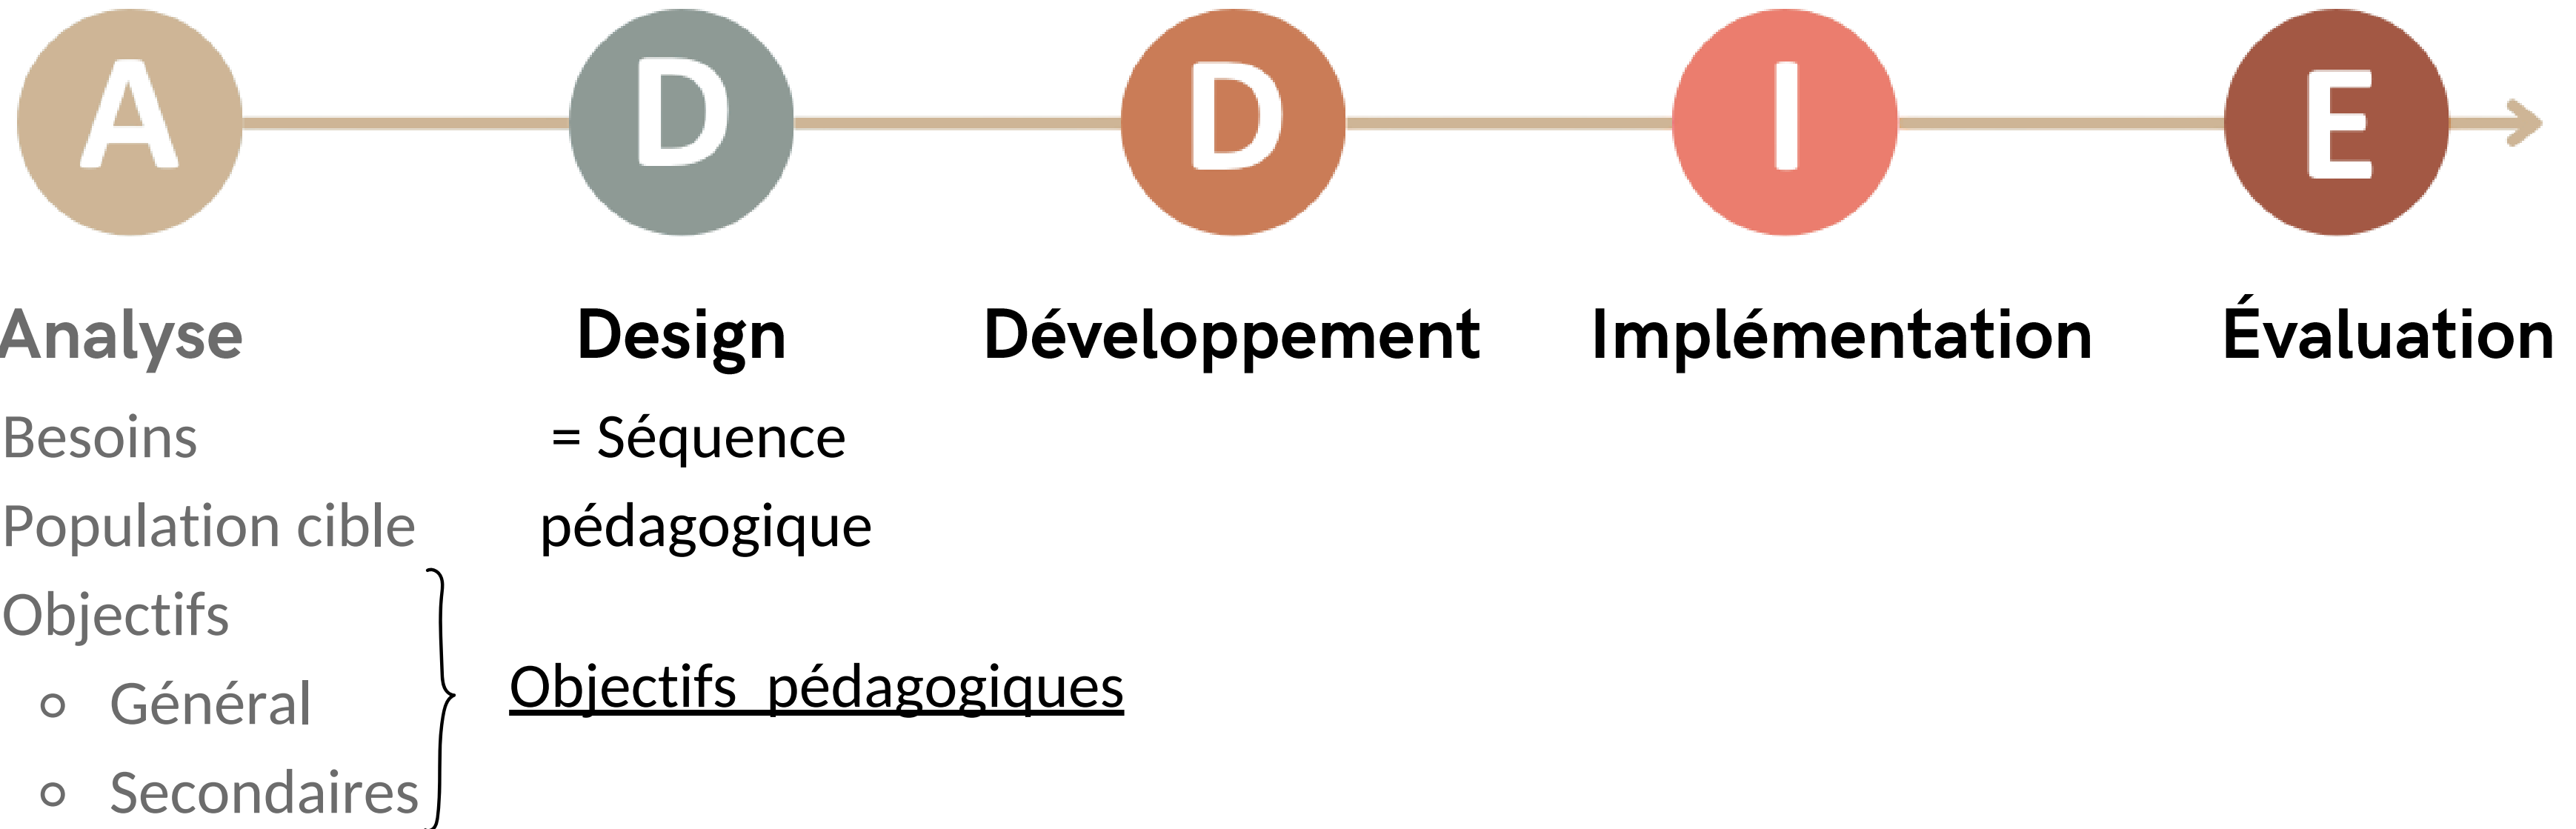 A D D I E
Analyse Design Développement Implémentation Évaluation
Besoins = Séquence
Population cible pédagogique
Objectifs
Objectifs pédagogiques
○ Général
○ Secondaires